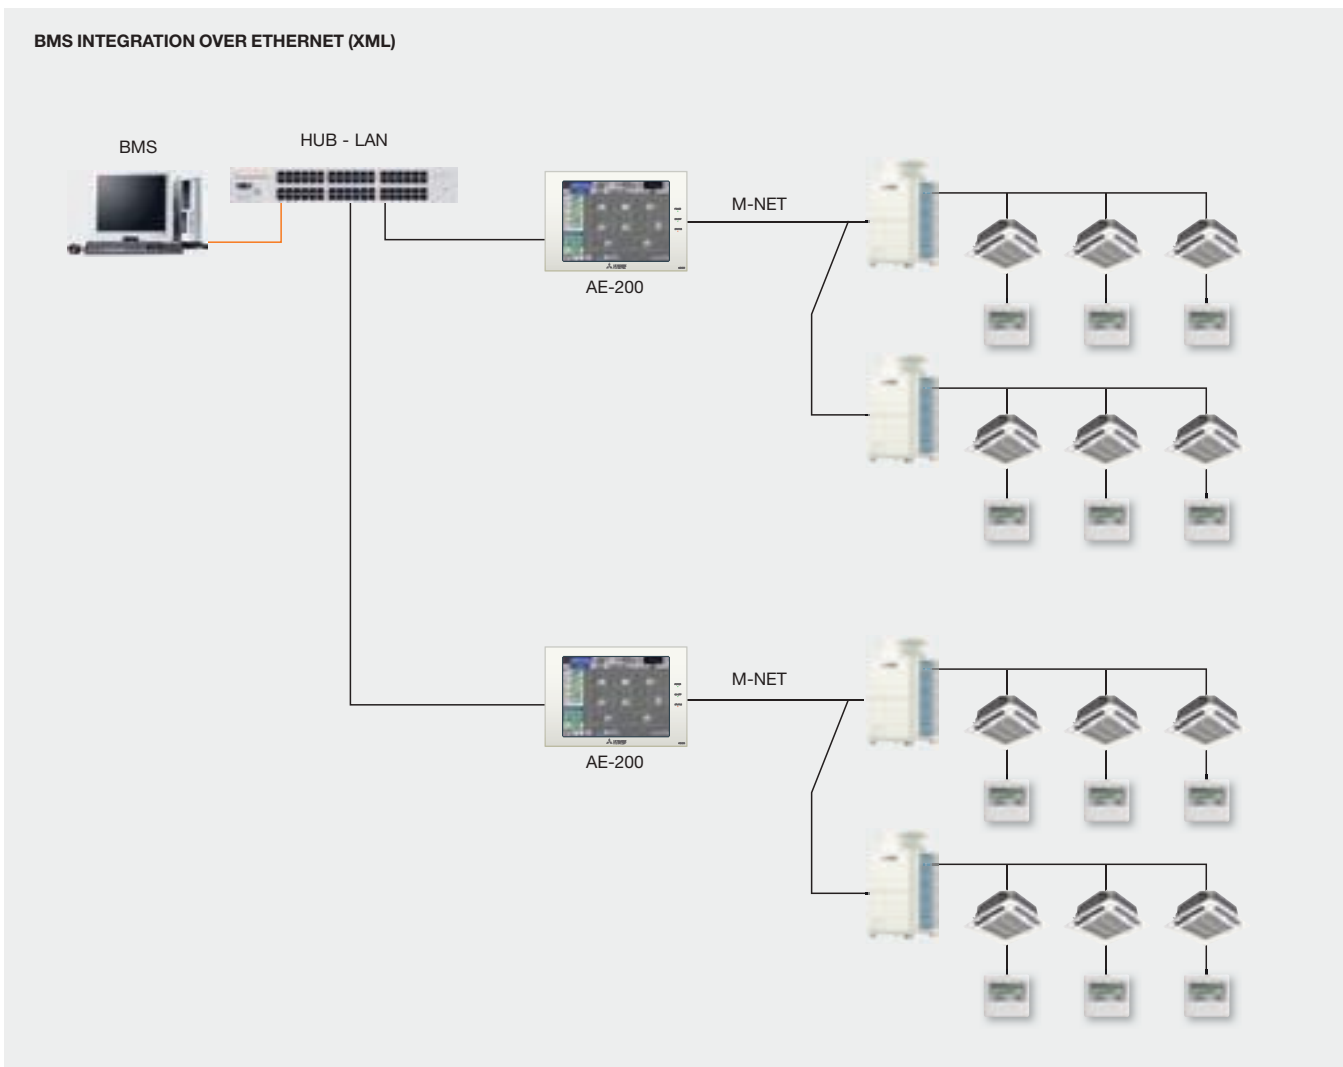 BMS INTEGRATION OVER ETHERNET (XML)
BMS
HUB - LAN
AE-200
M-NET
AE-200
M-NET